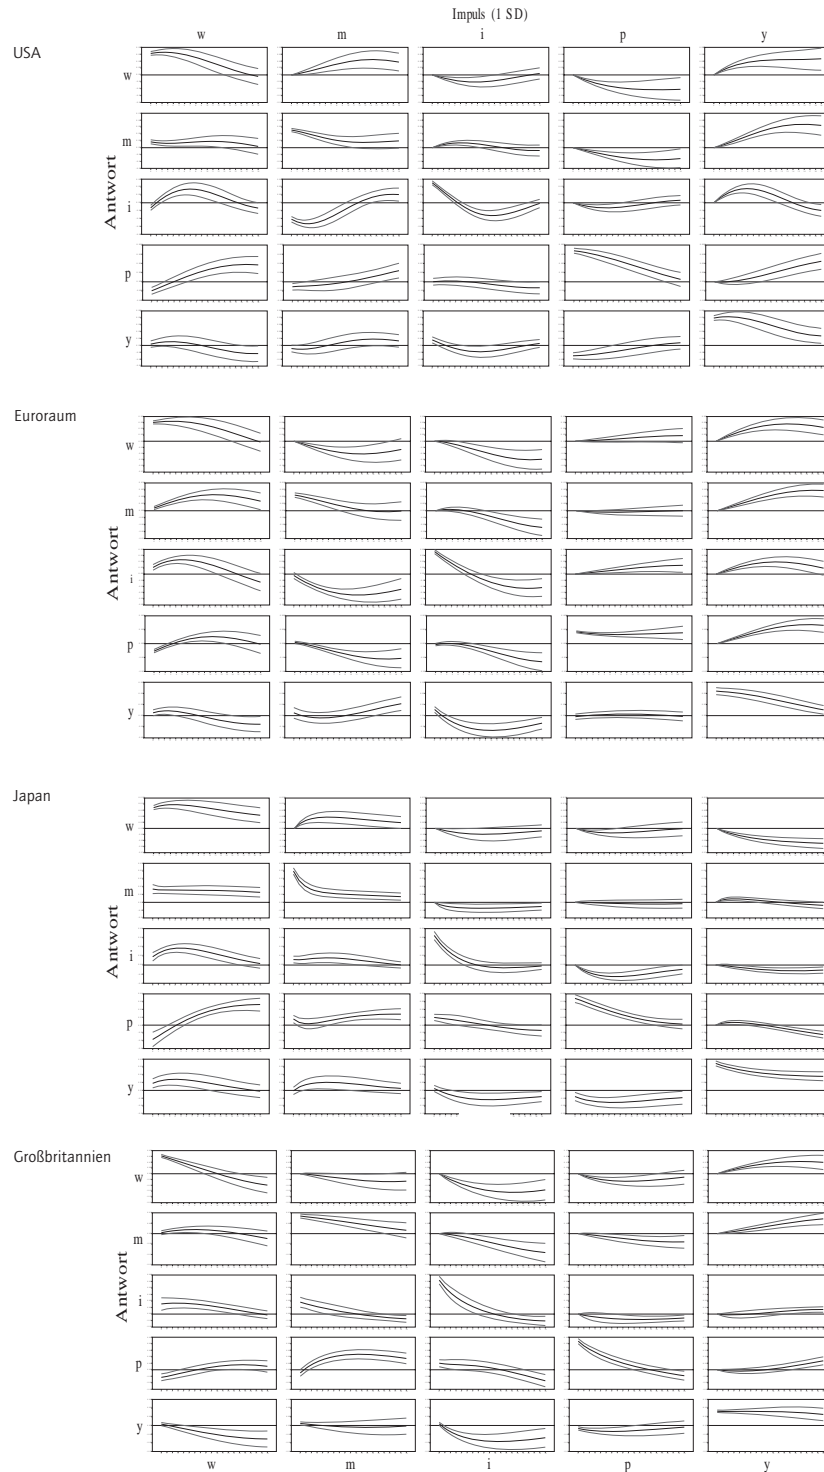 Impuls (1 SD)
w m i p y
USA
Antwort
w
m
i
p
y
Euroraum
Antwort
w
m
i
p
y
Japan
Antwort
w
m
i
p
y
Großbritannien
Antwort
w
m
i
p
y
w m i p y